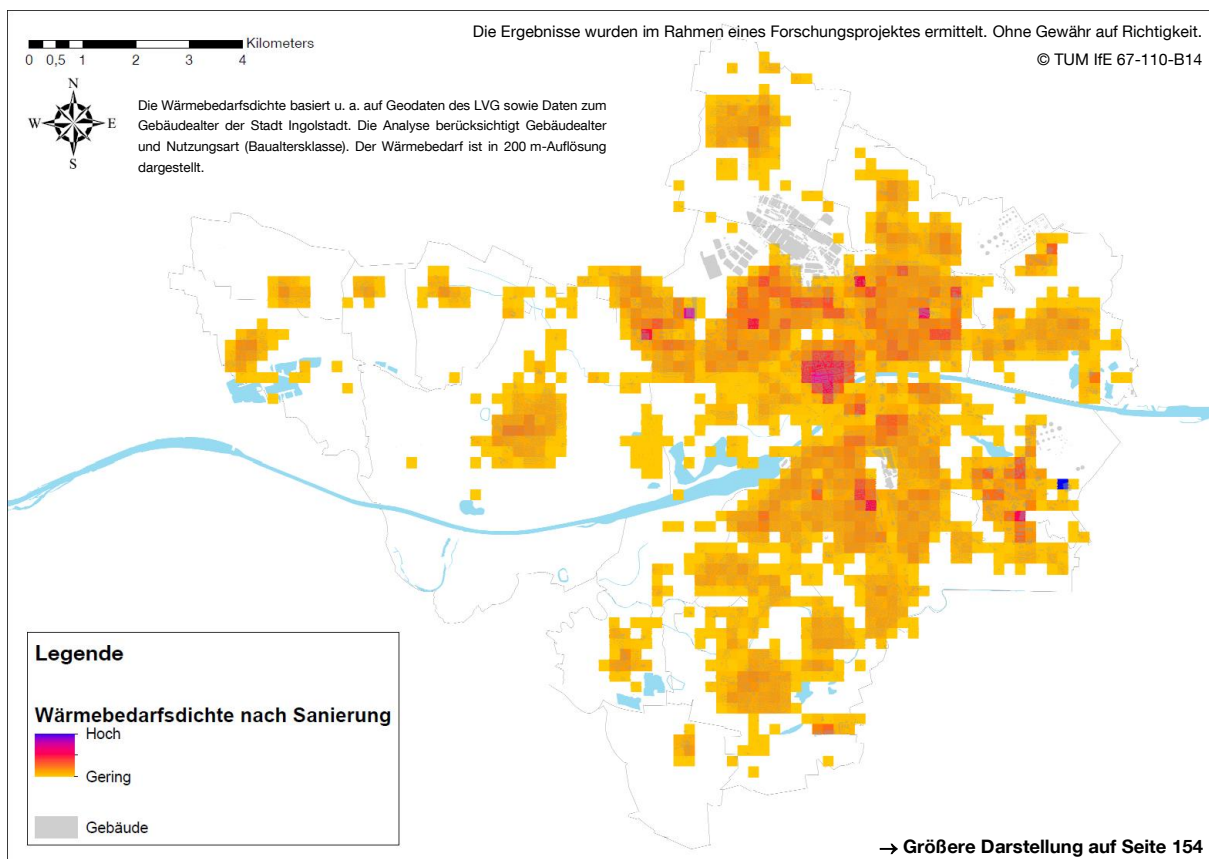 Die Ergebnisse wurden im Rahmen eines Forschungsprojektes ermittelt. Ohne Gewähr auf Richtigkeit.
© TUM IfE 67-110-B14
Kilometers
0 0,5 1 2 3 4
N
W E
S
Die Wärmebedarfsdichte basiert u. a. auf Geodaten des LVG sowie Daten zum
Gebäudealter der Stadt Ingolstadt. Die Analyse berücksichtigt Gebäudealter
und Nutzungsart (Baualtersklasse). Der Wärmebedarf ist in 200 m-Auflösung
dargestellt.
Legende
Wärmebedarfsdichte nach Sanierung
Hoch
Gering
Gebäude
→ Größere Darstellung auf Seite 154